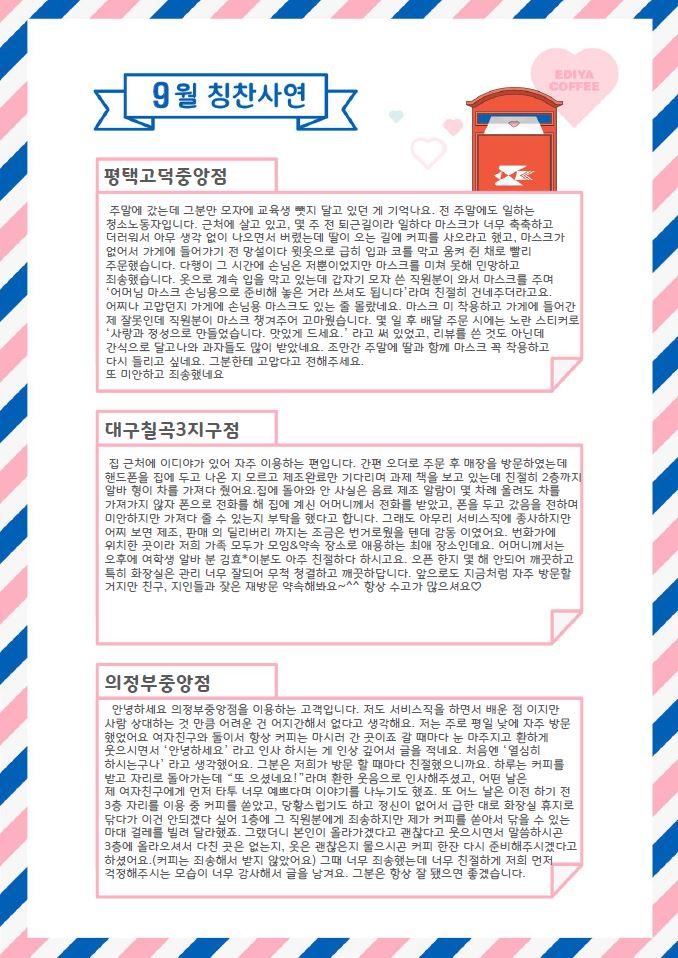 EDIYA
COFFEE
9월 칭찬사연
평택고덕중앙점
주말에 갔는데 그분만 모자에 교육생 뺏지 달고 있던 게 기억나요. 전 주말에도 일하는
청소노동자입니다. 근처에 살고 있고, 몇 주 전 퇴근길이라 일하다 마스크가 너무 축축하고
더러워서 아무 생각 없이 나오면서 버렸는데 딸이 오는 길에 커피를 사오라고 했고, 마스크가
없어서 가게에 들어가기 전 망설이다 윗옷으로 급히 입과 코를 막고 움켜 쥔 채로 빨리
주문했습니다. 다행이 그 시간에 손님은 저뿐이었지만 마스크를 미쳐 못해 민망하고
죄송했습니다. 옷으로 계속 입을 막고 있는데 갑자기 모자 쓴 직원분이 와서 마스크를 주며
‘어머님 마스크 손님용으로 준비해 놓은 거라 쓰셔도 됩니다’라며 친절히 건네주더라고요.
어찌나 고맙던지 가게에 손님용 마스크도 있는 줄 몰랐네요. 마스크 미 착용하고 가게에 들어간
제 잘못인데 직원분이 마스크 챙겨주어 고마웠습니다. 몇 일 후 배달 주문 시에는 노란 스티커로
‘사랑과 정성으로 만들었습니다. 맛있게 드세요.’ 라고 써 있었고, 리뷰를 쓴 것도 아닌데
간식으로 달고나와 과자들도 많이 받았네요. 조만간 주말에 딸과 함께 마스크 꼭 착용하고
다시 들리고 싶네요. 그분한테 고맙다고 전해주세요.
또 미안하고 죄송했네요
대구칠곡3지구점
집 근처에 이디야가 있어 자주 이용하는 편입니다. 간편 오더로 주문 후 매장을 방문하였는데
핸드폰을 집에 두고 나온 지 모르고 제조완료만 기다리며 과제 책을 보고 있는데 친절히 2층까지
알바 형이 차를 가져다 줬어요.집에 돌아와 안 사실은 음료 제조 알람이 몇 차례 울려도 차를
가져가지 않자 폰으로 전화를 해 집에 계신 어머니께서 전화를 받았고, 폰을 두고 갔음을 전하며
미안하지만 가져다 줄 수 있는지 부탁을 했다고 합니다. 그래도 아무리 서비스직에 종사하지만
어찌 보면 제조, 판매 외 딜리버리 까지는 조금은 번거로웠을 텐데 감동 이였어요. 번화가에
위치한 곳이라 저희 가족 모두가 모임&약속 장소로 애용하는 최애 장소인데요. 어머니께서는
오후에 여학생 알바 분 김효*이분도 아주 친절하다 하시고요. 오픈 한지 몇 해 안되어 깨끗하고
특히 화장실은 관리 너무 잘되어 무척 청결하고 깨끗하답니다. 앞으로도 지금처럼 자주 방문할
거지만 친구, 지인들과 잦은 재방문 약속해봐요~^^ 항상 수고가 많으셔요♡
의정부중앙점
안녕하세요 의정부중앙점을 이용하는 고객입니다. 저도 서비스직을 하면서 배운 점 이지만
사람 상대하는 것 만큼 어려운 건 어지간해서 없다고 생각해요. 저는 주로 평일 낮에 자주 방문
했었어요 여자친구와 둘이서 항상 커피는 마시러 간 곳이죠 갈 때마다 눈 마주치고 환하게
웃으시면서 ‘안녕하세요’ 라고 인사 하시는 게 인상 깊어서 글을 적네요. 처음엔 ‘열심히
하시는구나’ 라고 생각했어요. 그분은 저희가 방문 할 때마다 친절했으니까요. 하루는 커피를
받고 자리로 돌아가는데 “또 오셨네요!”라며 환한 웃음으로 인사해주셨고, 어떤 날은
제 여자친구에게 먼저 타투 너무 예쁘다며 이야기를 나누기도 했죠. 또 어느 날은 이전 하기 전
3층 자리를 이용 중 커피를 쏟았고, 당황스럽기도 하고 정신이 없어서 급한 대로 화장실 휴지로
닦다가 이건 안되겠다 싶어 1층에 그 직원분에게 죄송하지만 제가 커피를 쏟아서 닦을 수 있는
마대 걸레를 빌려 달라했죠. 그랬더니 본인이 올라가겠다고 괜찮다고 웃으시면서 말씀하시곤
3층에 올라오셔서 다친 곳은 없는지, 옷은 괜찮은지 물으시곤 커피 한잔 다시 준비해주시겠다고
하셨어요.(커피는 죄송해서 받지 않았어요) 그때 너무 죄송했는데 너무 친절하게 저희 먼저
걱정해주시는 모습이 너무 감사해서 글을 남겨요. 그분은 항상 잘 됐으면 좋겠습니다.